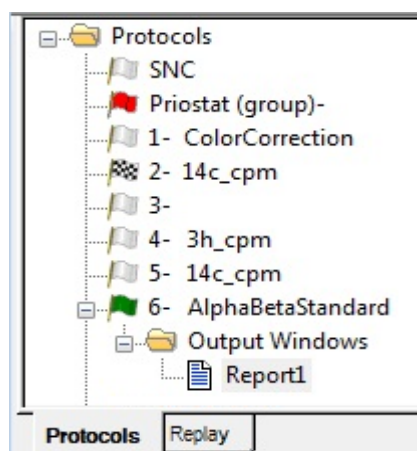 Protocols
SNC
Priostat (group)-
1- ColorCorrection
2- 14c_cpm
3-
4- 3h_cpm
5- 14c_cpm
6- AlphaBetaStandard
Output Windows
Report1
Protocols Replay